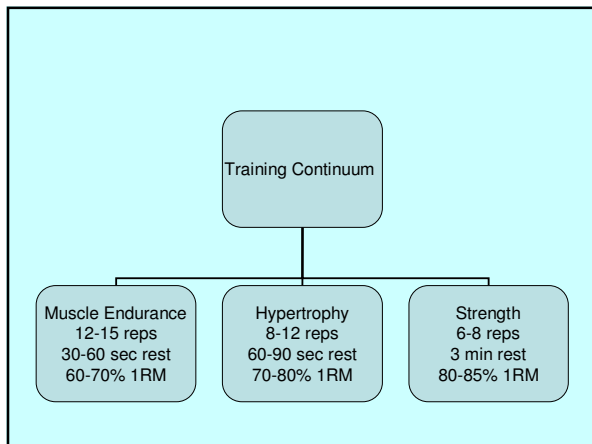 Training Continuum
Muscle Endurance
12-15 reps
30-60 sec rest
60-70% 1RM
Hypertrophy
8-12 reps
60-90 sec rest
70-80% 1RM
Strength
6-8 reps
3 min rest
80-85% 1RM